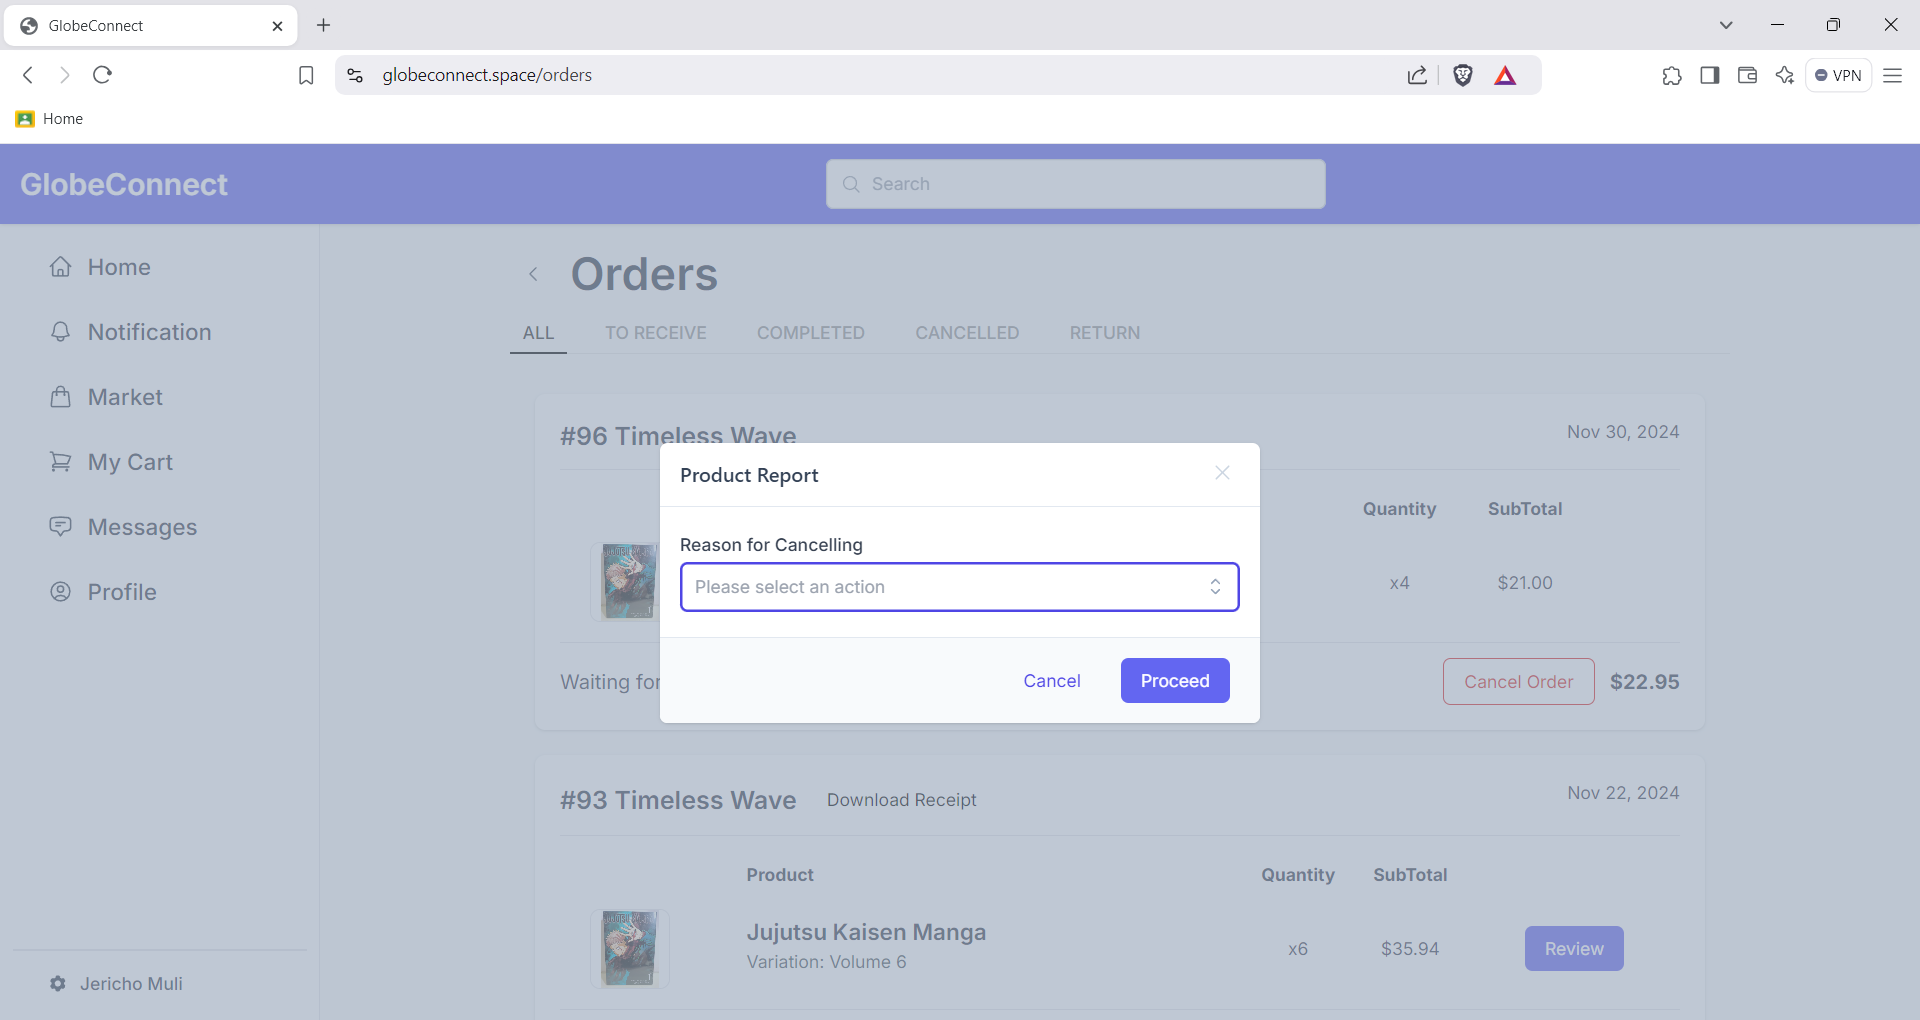 GlobeConnect
globeconnect.space/orders
VPN
Home
GlobeConnect
Search
Home
Notification
Market
My Cart
Messages
Profile
Jericho Muli
Orders
ALL TO RECEIVE COMPLETED CANCELLED RETURN
#96 Timeless Wave
Nov 30, 2024
Quantity SubTotal
x4 $21.00
Waiting for
Cancel Order $22.95
Product Report
Reason for Cancelling
Please select an action
Cancel Proceed
#93 Timeless Wave Download Receipt
Nov 22, 2024
Product Quantity SubTotal
Jujutsu Kaisen Manga
Variation: Volume 6
x6 $35.94 Review